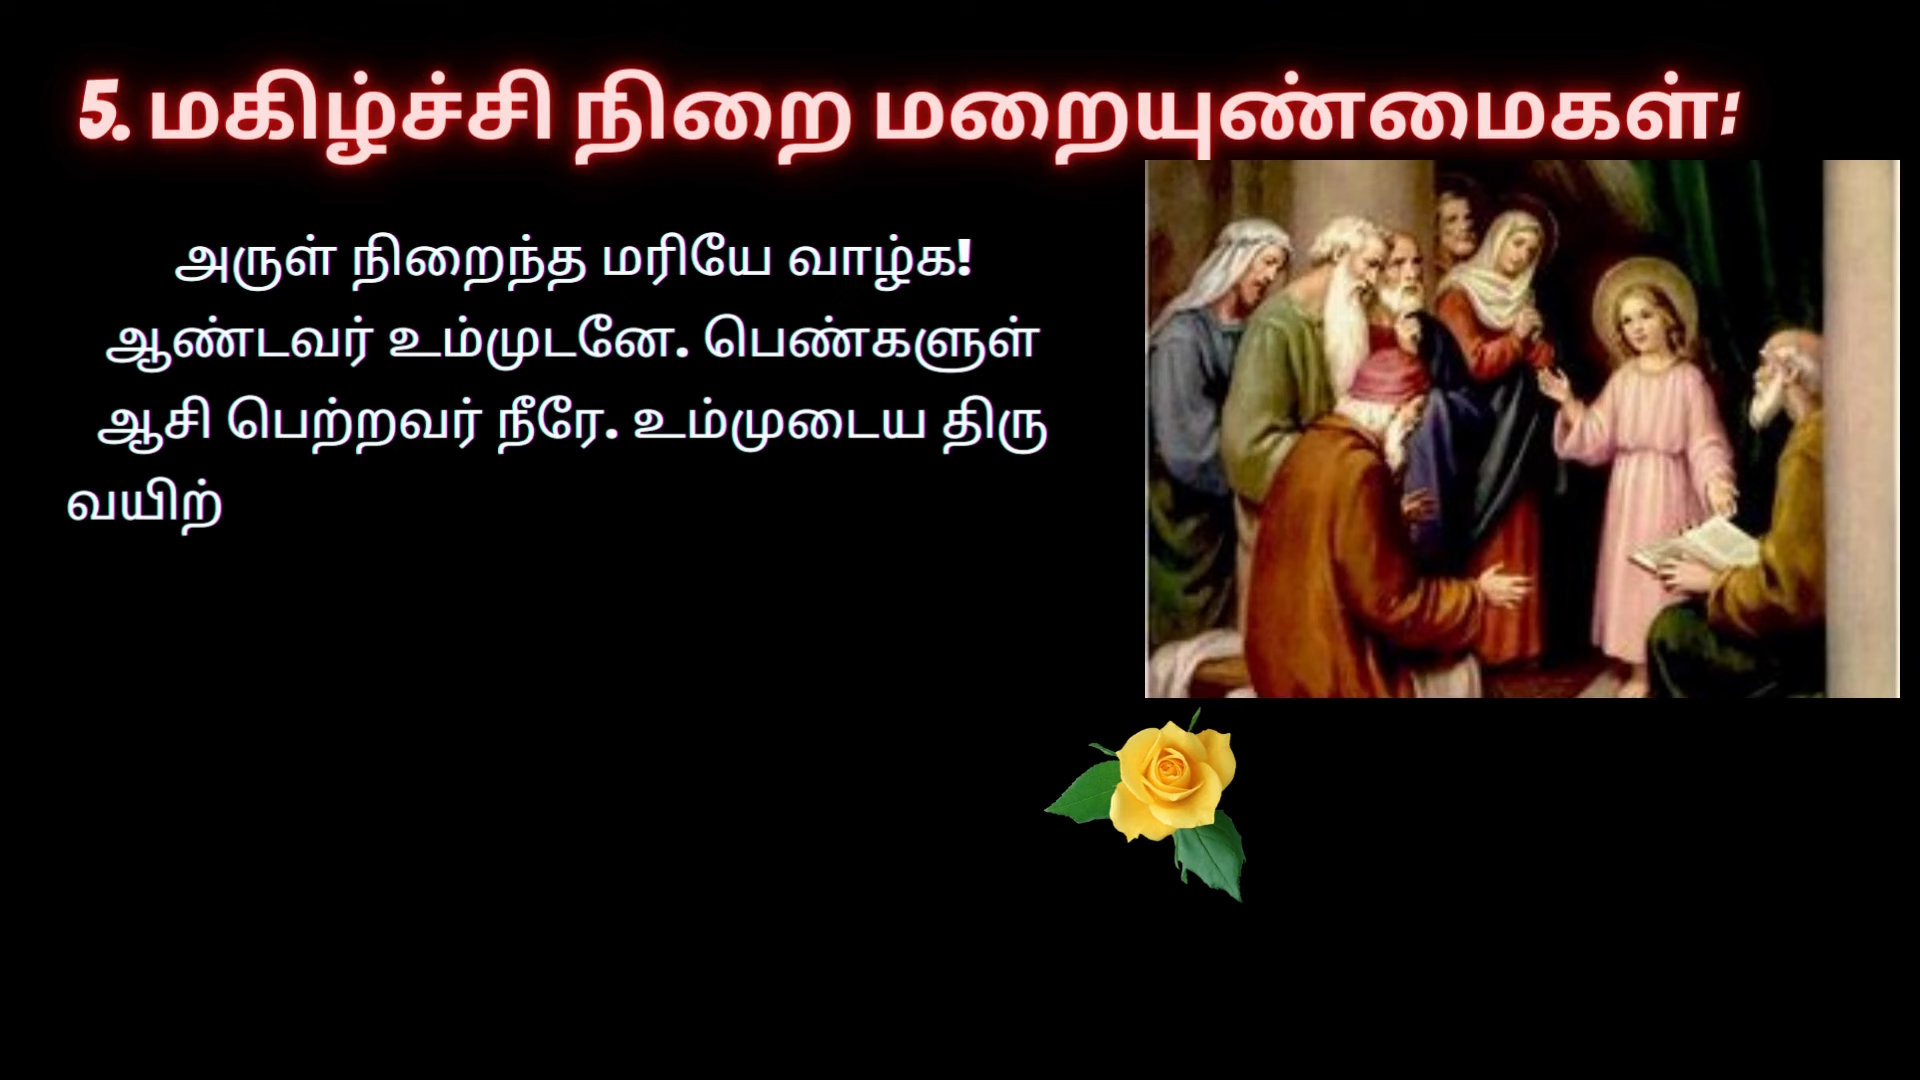 5. மகிழ்ச்சி நிறை மறையுண்மைகள்:
அருள் நிறைந்த மரியே வாழ்க!
ஆண்டவர் உம்முடனே. பெண்களுள்
ஆசி பெற்றவர் நீரே. உம்முடைய திரு
வயிற்